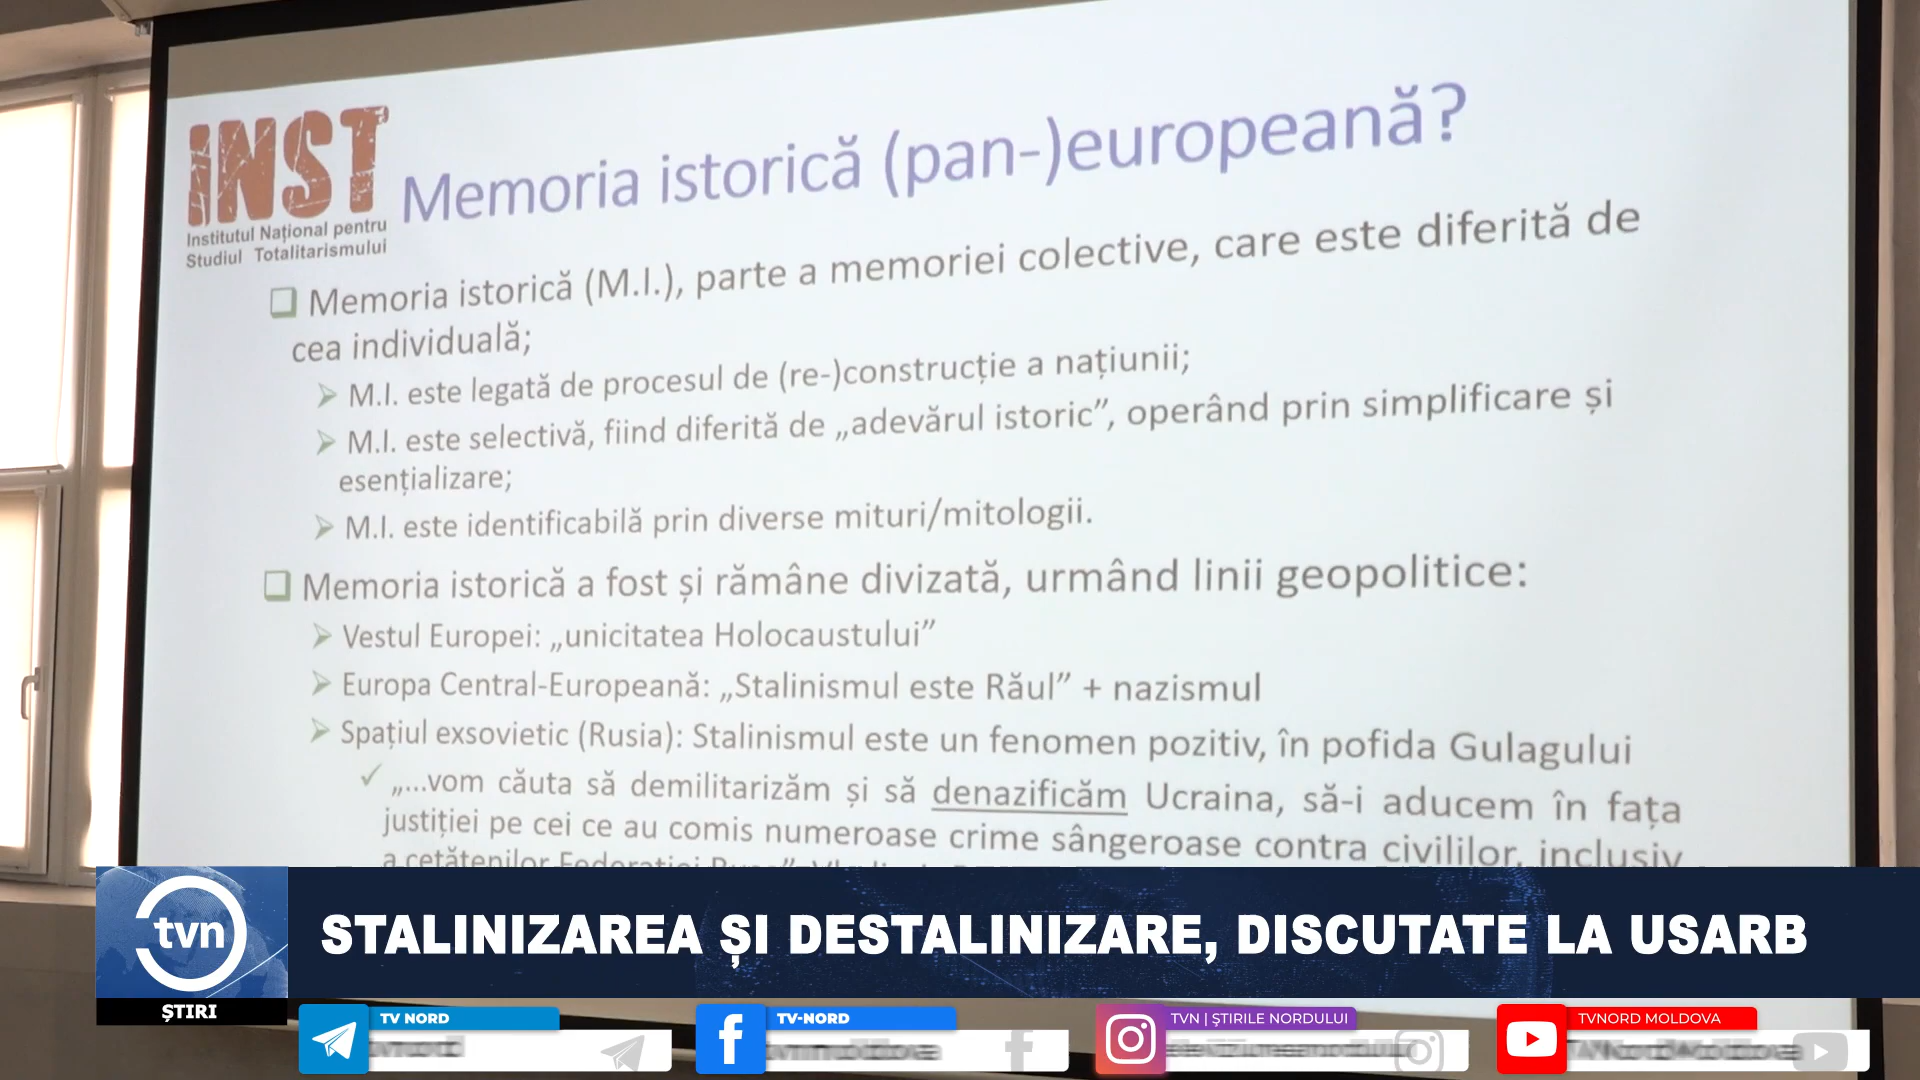 INST
Institutul Național pentru
Studiul Totalitarismului
Memoria istorică (pan-)europeană?
Memoria istorică (M.I.), parte a memoriei colective, care este diferită de
cea individuală;
M.I. este legată de procesul de (re-)construcție a națiunii;
M.I. este selectivă, fiind diferită de „adevărul istoric”, operând prin simplificare și
esențializare;
M.I. este identificabilă prin diverse mituri/mitologii.
Memoria istorică a fost și rămâne divizată, urmând linii geopolitice:
Vestul Europei: „unicitatea Holocaustului”
Europa Central-Europeană: „Stalinismul este Răul” + nazismul
Spațiul exsovietic (Rusia): Stalinismul este un fenomen pozitiv, în pofida Gulagului
„...vom căuta să demilitarizăm și să denazificăm Ucraina, să-i aducem în fața
justiției pe cei ce au comis numeroase crime sângeroase contra civililor, inclusiv
a cetățenilor Federației
tvn
ȘTIRI
STALINIZAREA ȘI DESTALINIZARE, DISCUTATE LA USARB
TV NORD
TV-NORD
TVN | ȘTIRILE NORDULUI
TVNORD MOLDOVA